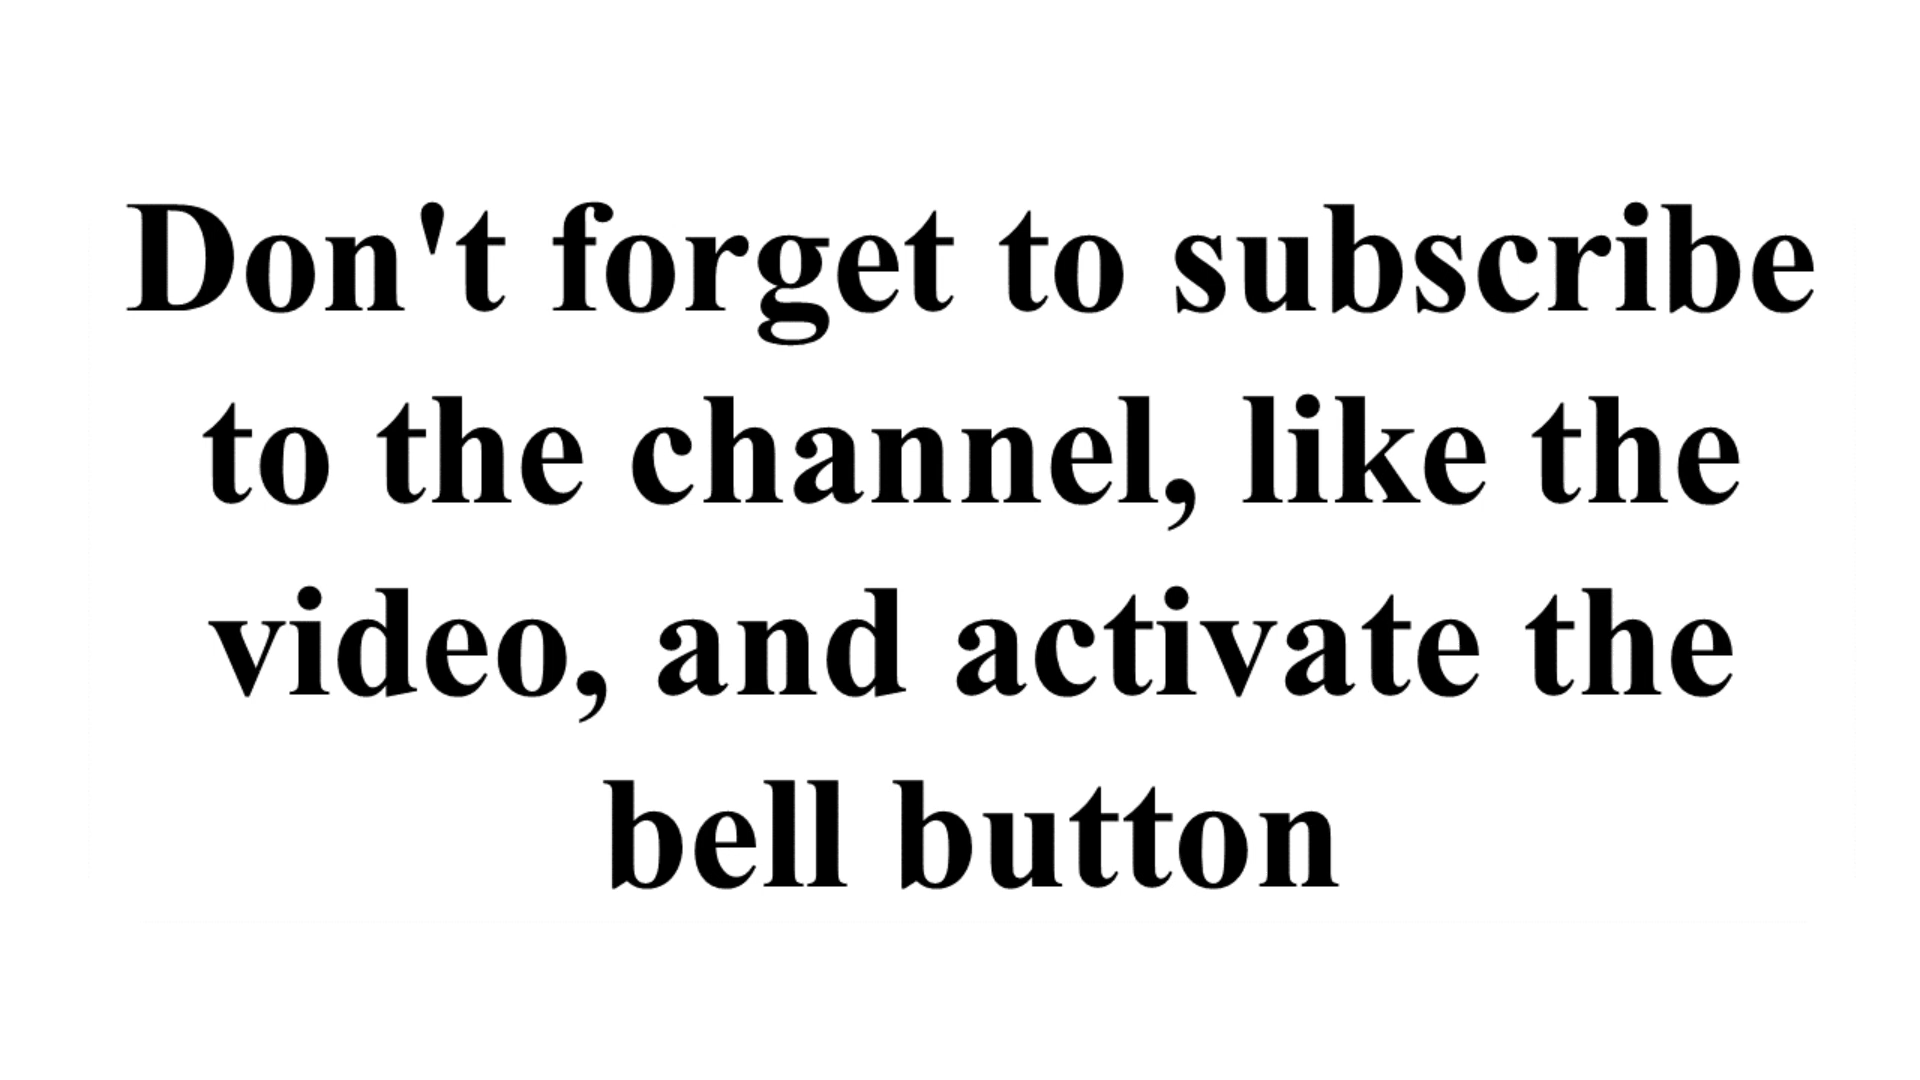 Don't forget to subscribe
to the channel, like the
video, and activate the
bell button